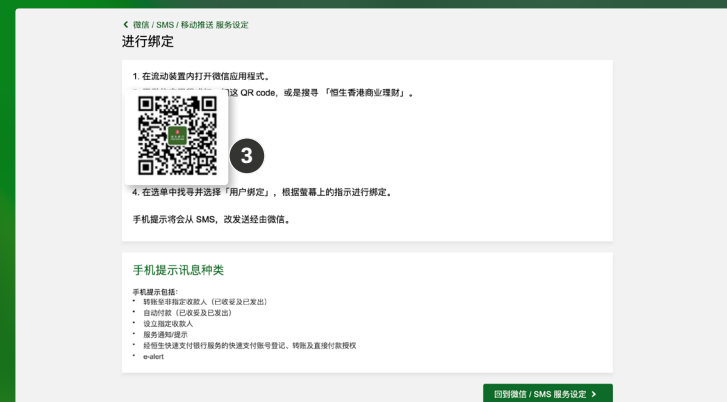 微信 / SMS / 移动推送 服务设定
进行绑定
1. 在流动装置内打开微信应用程式。
这 QR code，或是搜寻 「恒生香港商业理财」。
3
4. 在选单中找寻并选择「用户绑定」，根据萤幕上的指示进行绑定。
手机提示将会从 SMS，改发送经由微信。
手机提示讯息种类
手机提示包括：
• 转账至非指定收款人（已收妥及已发出）
• 自动付款（已收妥及已发出）
• 设立指定收款人
• 服务通知/提示
• 经恒生快速支付银行服务的快速支付账号登记、转账及直接付款授权
• e-alert
回到微信 / SMS 服务设定